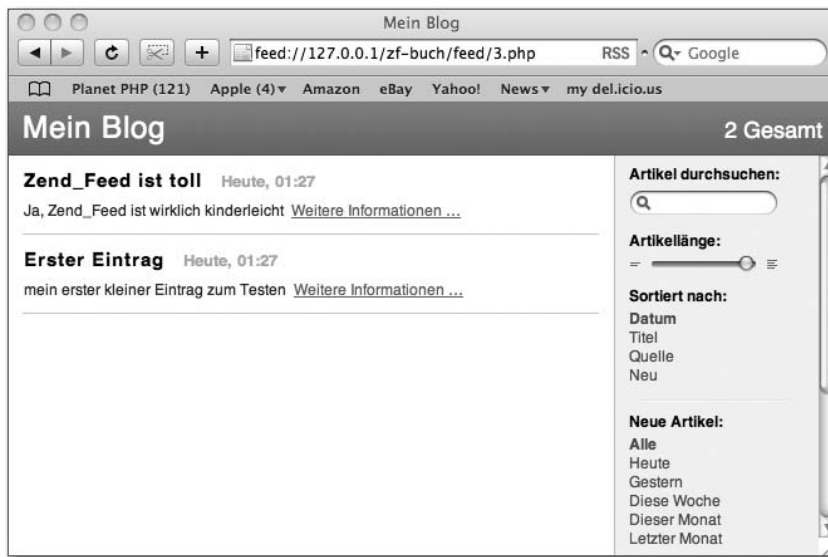 Mein Blog
feed://127.0.0.1/zf-buch/feed/3.php RSS Google
Planet PHP (121) Apple (4) Amazon eBay Yahoo! News my del.icio.us
Mein Blog 2 Gesamt
Zend_Feed ist toll Heute, 01:27
Ja, Zend_Feed ist wirklich kinderleicht Weitere Informationen ...
Erster Eintrag Heute, 01:27
mein erster kleiner Eintrag zum Testen Weitere Informationen ...
Artikel durchsuchen:
Artikellänge:
Sortiert nach:
Datum
Titel
Quelle
Neu
Neue Artikel:
Alle
Heute
Gestern
Diese Woche
Dieser Monat
Letzter Monat